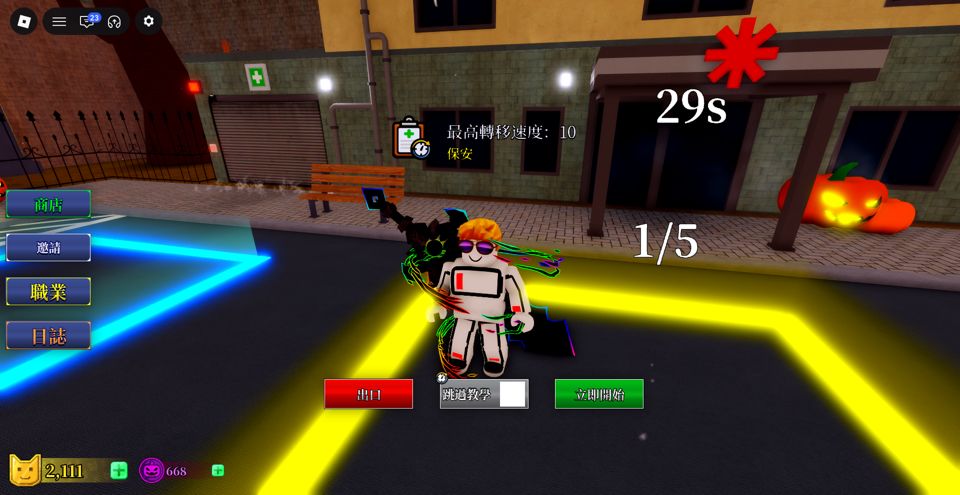 23
29s
最高轉移速度: 10
保安
商店
邀請
職業
日誌
1/5
出口
跳過教學
立即開始
2,111
668